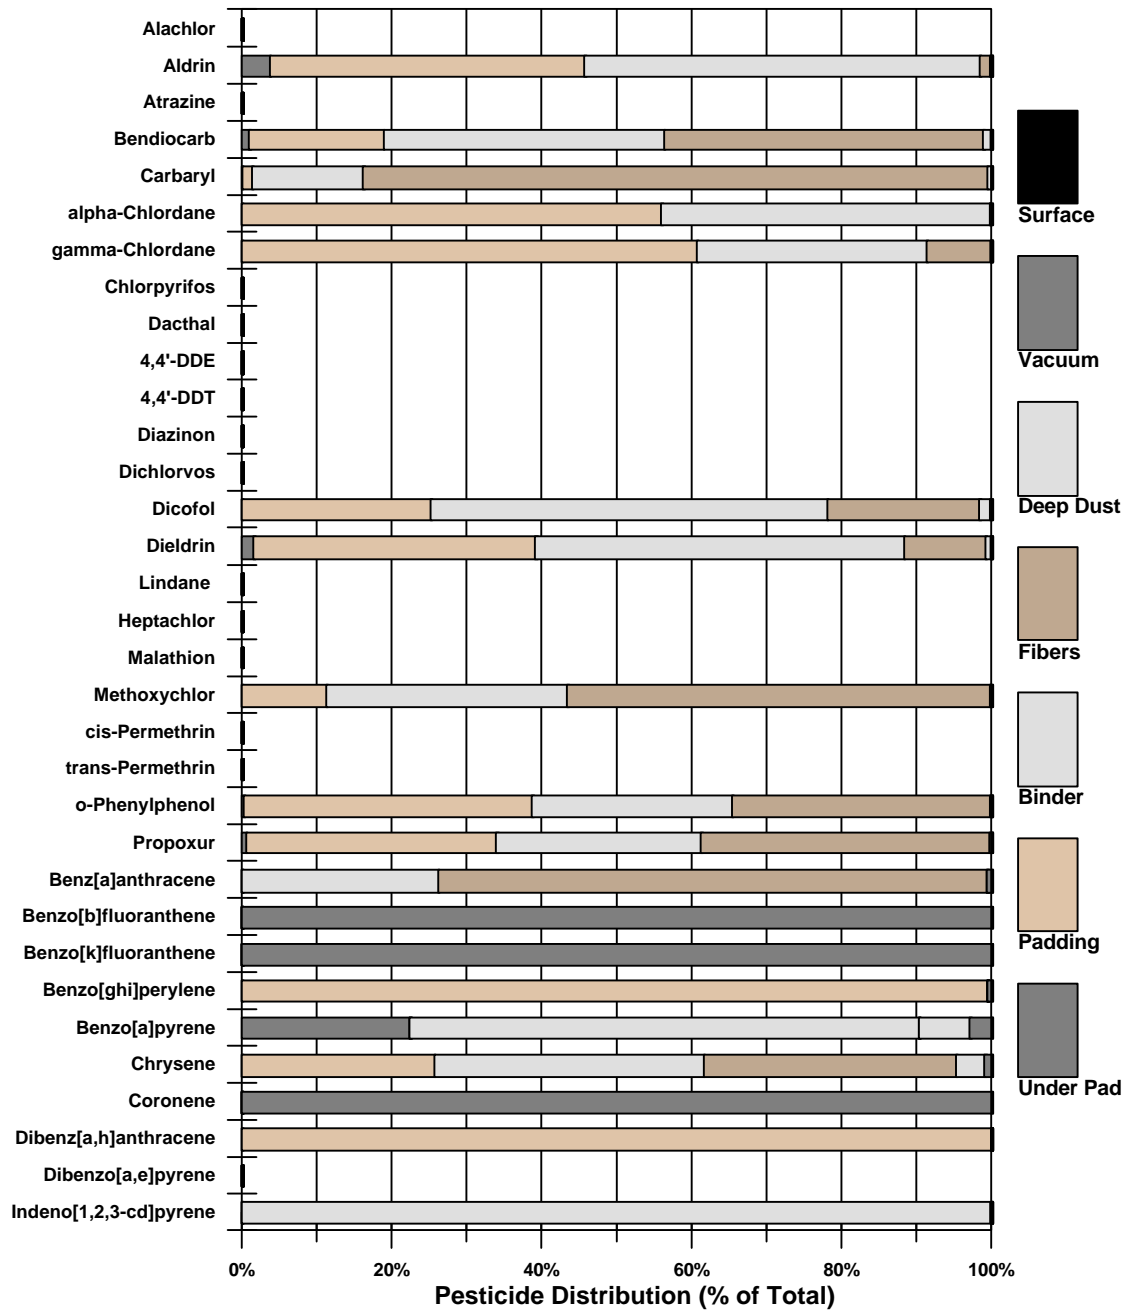 Alachlor
Aldrin
Atrazine
Bendiocarb
Carbaryl
alpha-Chlordane
gamma-Chlordane
Chlorpyrifos
Dacthal
4,4'-DDE
4,4'-DDT
Diazinon
Dichlorvos
Dicofol
Dieldrin
Lindane
Heptachlor
Malathion
Methoxychlor
cis-Permethrin
trans-Permethrin
o-Phenylphenol
Propoxur
Benz[a]anthracene
Benzo[b]fluoranthene
Benzo[k]fluoranthene
Benzo[ghi]perylene
Benzo[a]pyrene
Chrysene
Coronene
Dibenz[a,h]anthracene
Dibenzo[a,e]pyrene
Indeno[1,2,3-cd]pyrene
0% 20% 40% 60% 80% 100%
Pesticide Distribution (% of Total)
Surface
Vacuum
Deep Dust
Fibers
Binder
Padding
Under Pad